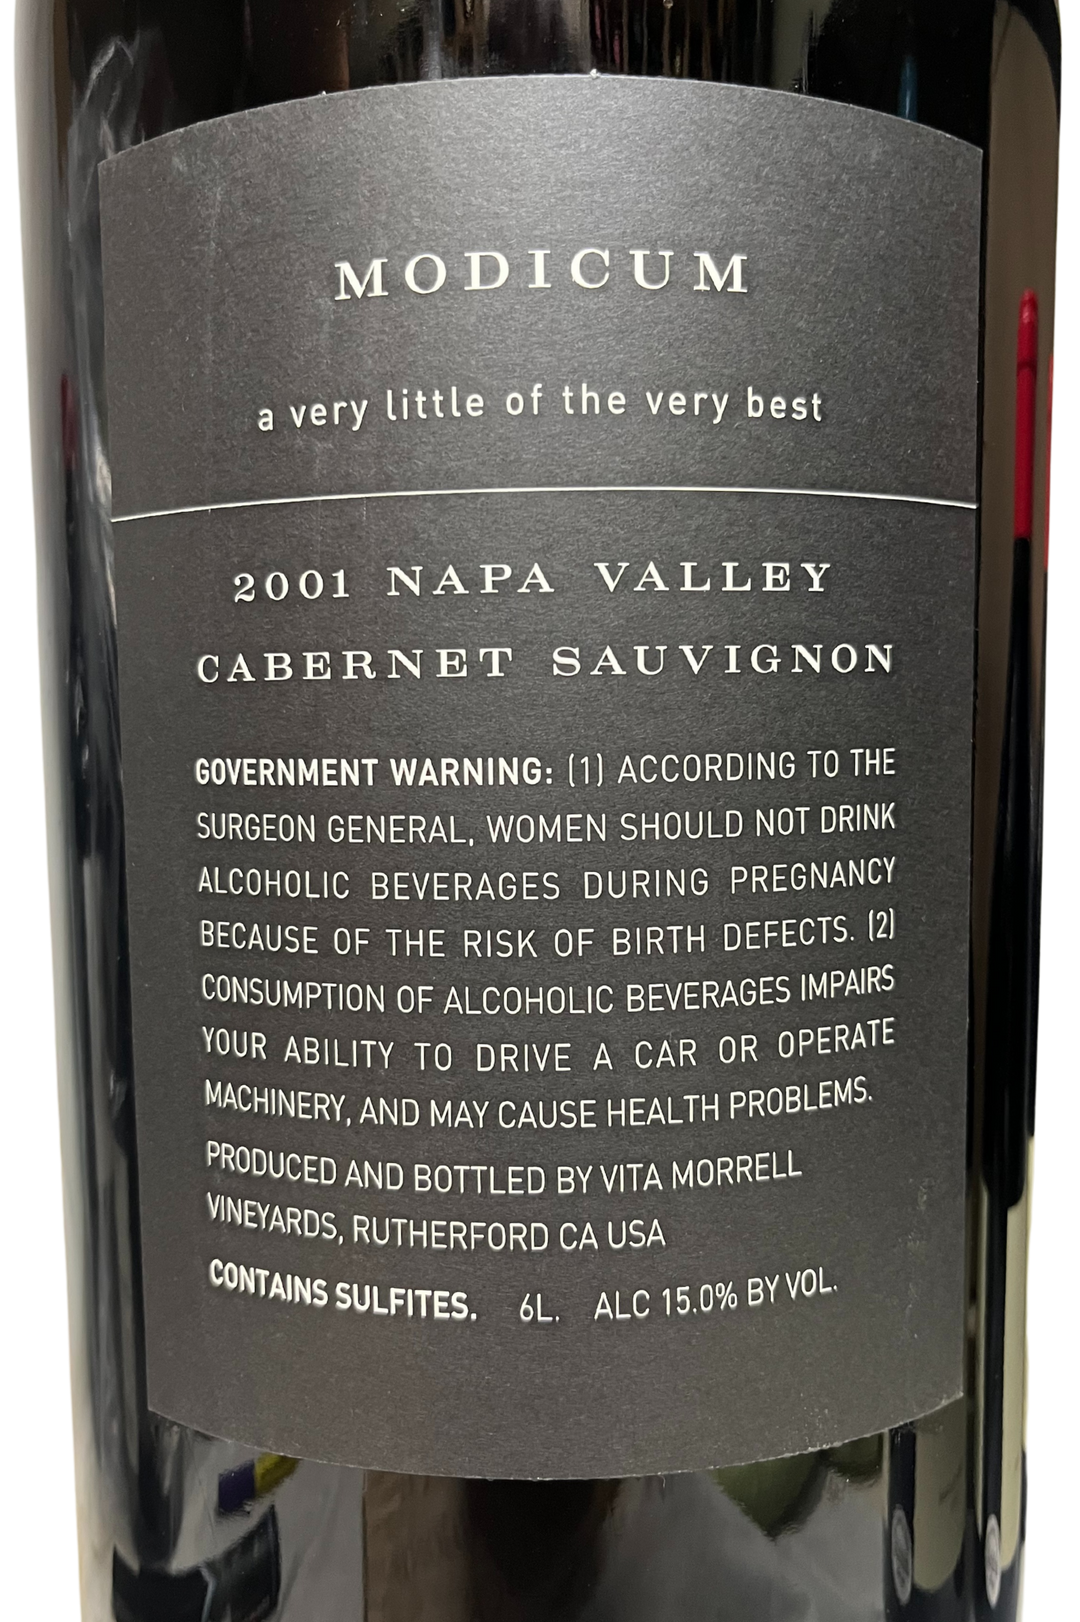 MODICUM
a very little of the very best
2001 NAPA VALLEY
CABERNET SAUVIGNON
GOVERNMENT WARNING: (1) ACCORDING TO THE
SURGEON GENERAL, WOMEN SHOULD NOT DRINK
ALCOHOLIC BEVERAGES DURING PREGNANCY
BECAUSE OF THE RISK OF BIRTH DEFECTS. (2)
CONSUMPTION OF ALCOHOLIC BEVERAGES IMPAIRS
YOUR ABILITY TO DRIVE A CAR OR OPERATE
MACHINERY, AND MAY CAUSE HEALTH PROBLEMS.
PRODUCED AND BOTTLED BY VITA MORRELL
VINEYARDS, RUTHERFORD CA USA
CONTAINS SULFITES. 6L. ALC 15.0% BY VOL.